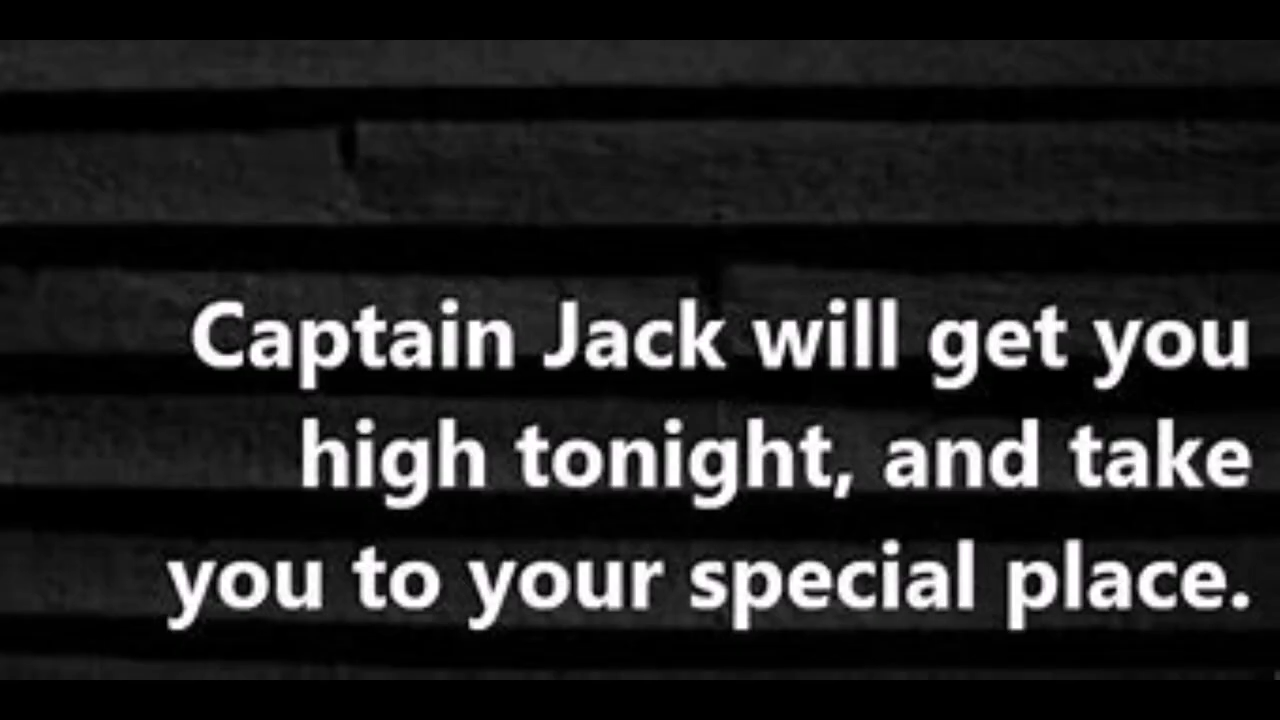 Captain Jack will get you
high tonight, and take
you to your special place.